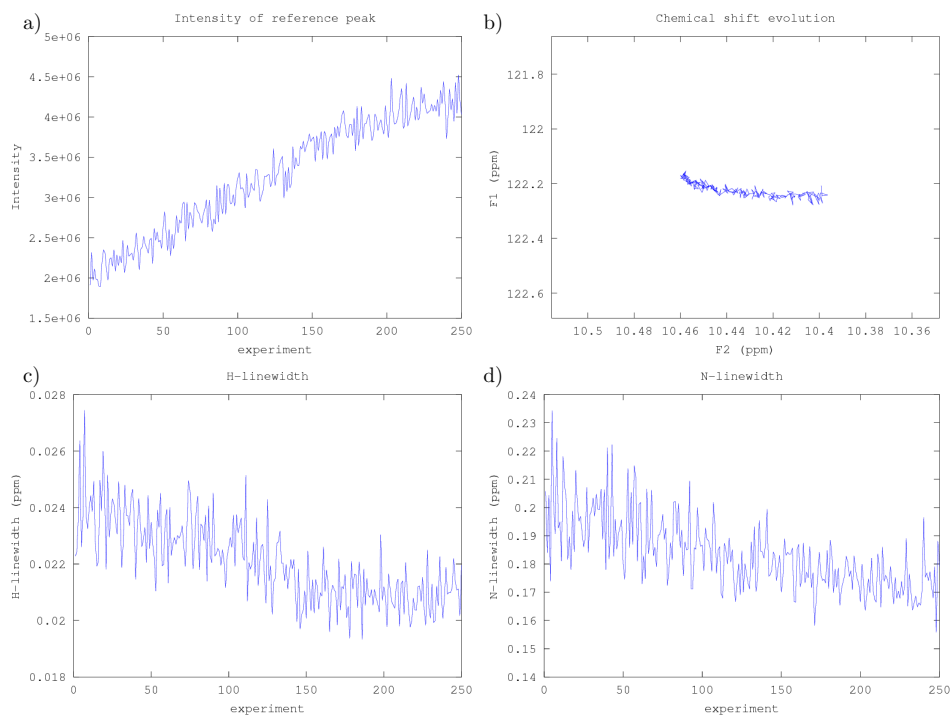 a)
Intensity of reference peak
5e+06
4.5e+06
4e+06
3.5e+06
3e+06
2.5e+06
2e+06
1.5e+06
Intensity
0 50 100 150 200 250
experiment
b)
Chemical shift evolution
121.8
122
122.2
122.4
122.6
F1 (ppm)
10.5 10.48 10.46 10.44 10.42 10.4 10.38 10.36
F2 (ppm)
c)
H-linewidth
0.028
0.026
0.024
0.022
0.02
0.018
H-linewidth (ppm)
0 50 100 150 200 250
experiment
d)
N-linewidth
0.24
0.23
0.22
0.21
0.2
0.19
0.18
0.17
0.16
0.15
0.14
N-linewidth (ppm)
0 50 100 150 200 250
experiment